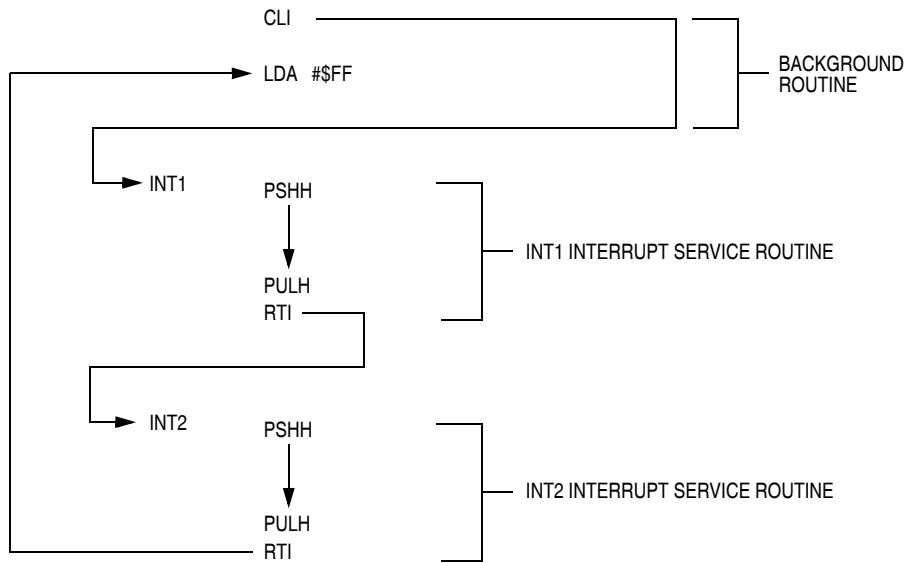 CLI
LDA #$FF
BACKGROUND
ROUTINE
INT1
PSHH
INT1 INTERRUPT SERVICE ROUTINE
PULH
RTI
INT2
PSHH
INT2 INTERRUPT SERVICE ROUTINE
PULH
RTI